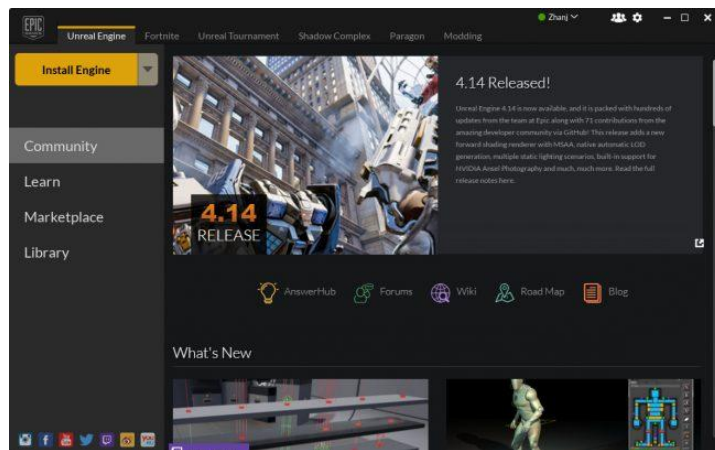 EPIC
Zhanj
Unreal Engine
Fortnite
Unreal Tournament
Shadow Complex
Paragon
Modding
Install Engine
Community
Learn
Marketplace
Library
4.14
RELEASE
4.14 Released!
Unreal Engine 4.14 is now available, and it is packed with hundreds of
updates from the team at Epic along with 71 contributions from the
amazing developer community via GitHub! This release adds a new
forward shading renderer with MSAA, native automatic LOD
generation, multiple static lighting scenarios, built-in support for
NVIDIA Ansel Photography and much, much more. Read the full
release notes here.
AnswerHub
Forums
Wiki
Road Map
Blog
What's New